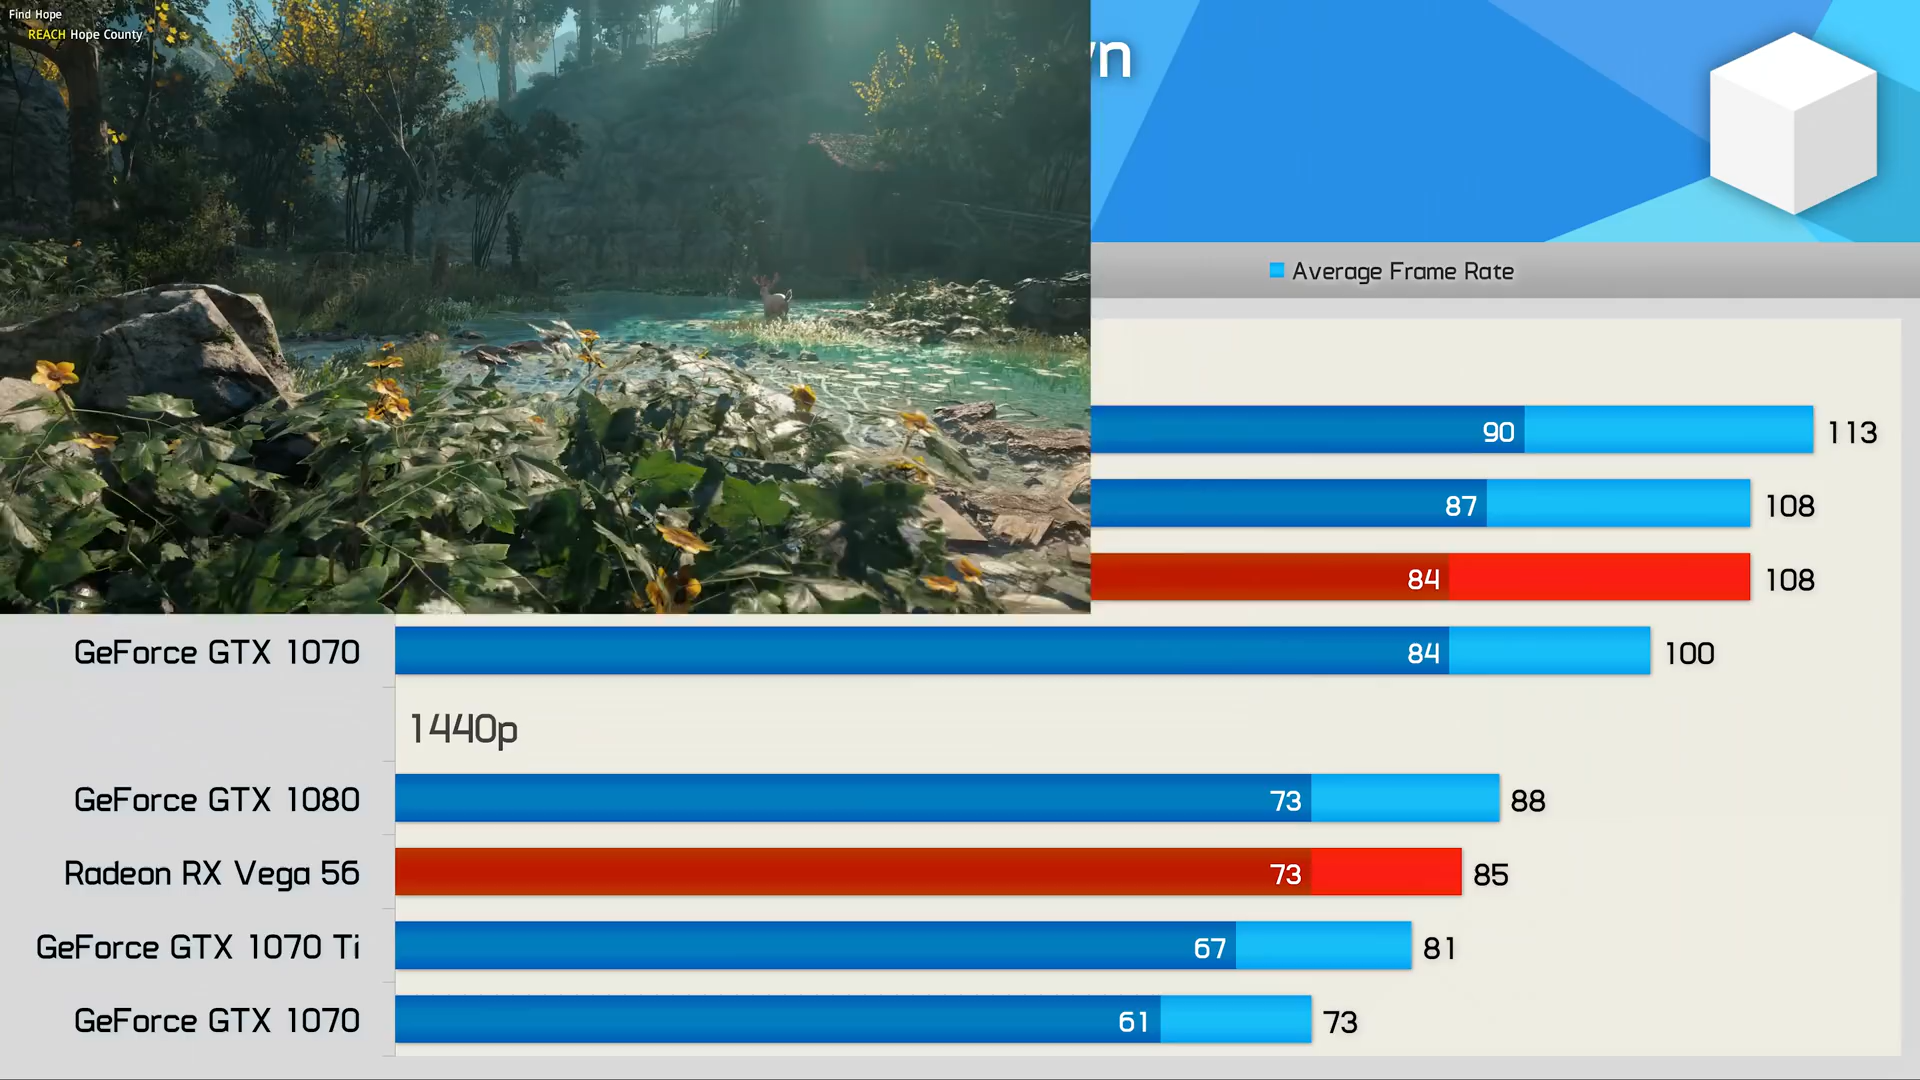 Find Hope
REACH Hope County
Average Frame Rate
90 113
87 108
84 108
GeForce GTX 1070 84 100
1440p
GeForce GTX 1080 73 88
Radeon RX Vega 56 73 85
GeForce GTX 1070 Ti 67 81
GeForce GTX 1070 61 73